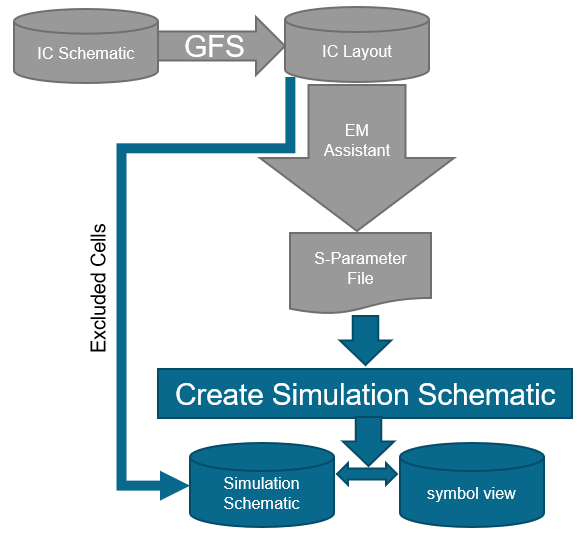 IC Schematic
GFS
IC Layout
EM
Assistant
Excluded Cells
S-Parameter
File
Create Simulation Schematic
Simulation
Schematic
symbol view